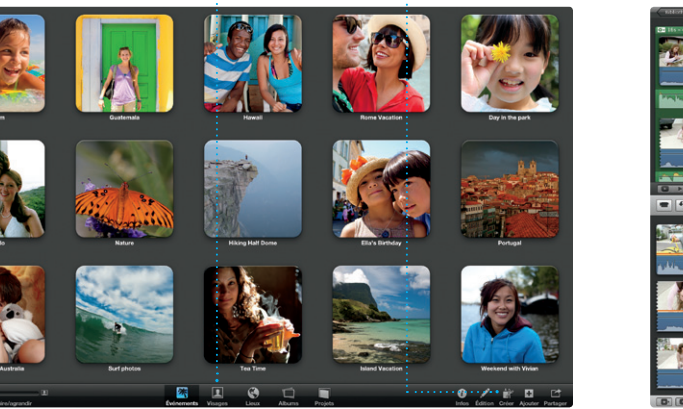 Guatemala
Hawaii
Rome Vacation
Day in the park
Nature
Hiking Half Dome
Ella's Birthday
Portugal
Australia
Surf photos
Tea Time
Island Vacation
Weekend with Vivian
Événements Visages Lieux Albums Projets Infos Édition Créer Ajouter Partager